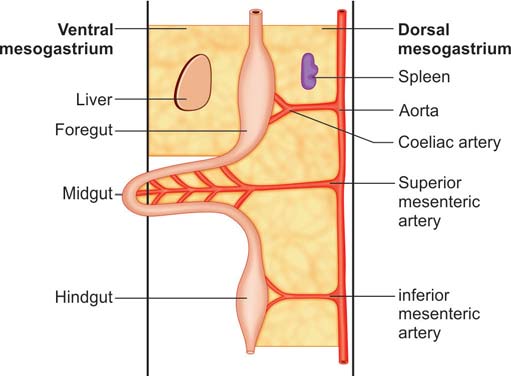 Ventral
mesogastrium
Liver
Foregut
Midgut
Hindgut
Dorsal
mesogastrium
Spleen
Aorta
Coeliac artery
Superior
mesenteric
artery
inferior
mesenteric
artery